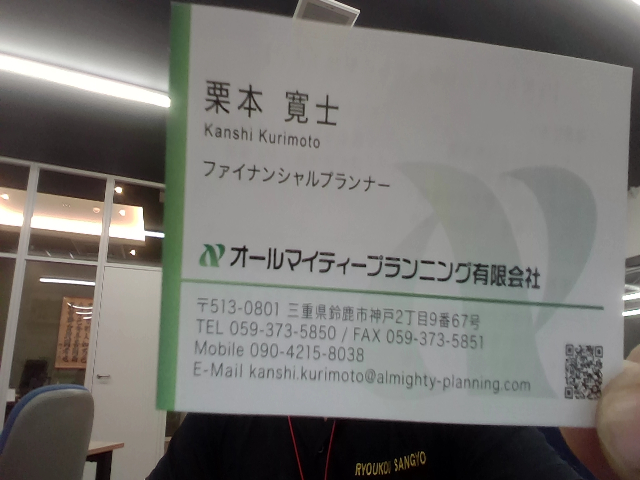 栗本 寛士
Kanshi Kurimoto
ファイナンシャルプランナー
オールマイティープランニング有限会社
〒513-0801 三重県鈴鹿市神戸2丁目9番67号
TEL 059-373-5850 / FAX 059-373-5851
Mobile 090-4215-8038
E-Mail kanshi.kurimoto@almighty-planning.com
RYOUKOU SANGYO